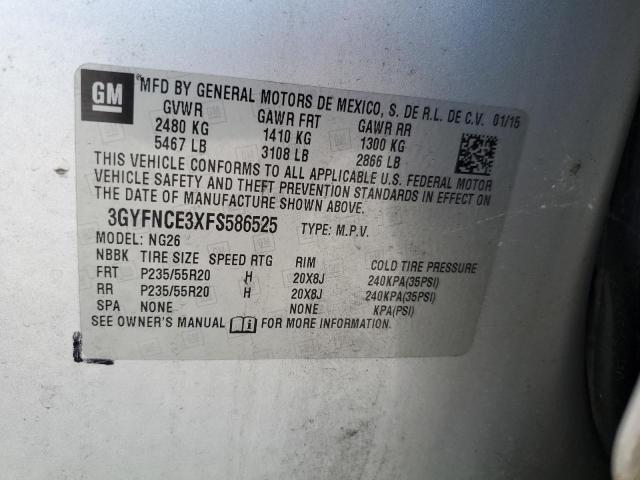 GM ® MFD BY GENERAL MOTORS DE MEXICO, S. DE R.L. DE C.V. 01/15
GVWR GAWR FRT GAWR RR
2480 KG 1410 KG 1300 KG
5467 LB 3108 LB 2866 LB
THIS VEHICLE CONFORMS TO ALL APPLICABLE U.S. FEDERAL MOTOR
VEHICLE SAFETY AND THEFT PREVENTION STANDARDS IN EFFECT ON
THE DATE OF MANUFACTURE SHOWN ABOVE.
3GYFNCE3XFS586525 TYPE: M.P.V.
MODEL: NG26
NBBK TIRE SIZE SPEED RTG RIM COLD TIRE PRESSURE
FRT P235/55R20 H 20X8J 240KPA(35PSI)
RR P235/55R20 H 20X8J 240KPA(35PSI)
SPA NONE NONE KPA(PSI)
SEE OWNER'S MANUAL FOR MORE INFORMATION.